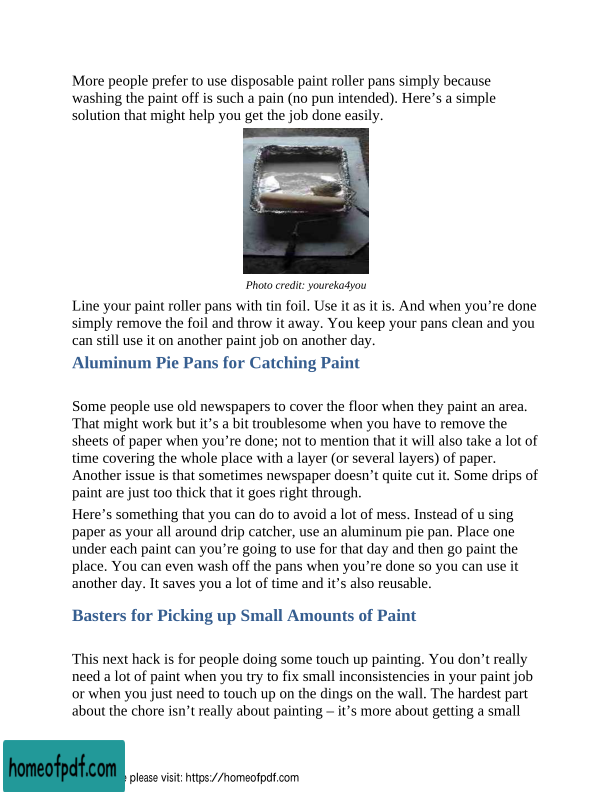 More people prefer to use disposable paint roller pans simply because
washing the paint off is such a pain (no pun intended). Here’s a simple
solution that might help you get the job done easily.
Photo credit: youreka4you
Line your paint roller pans with tin foil. Use it as it is. And when you’re done
simply remove the foil and throw it away. You keep your pans clean and you
can still use it on another paint job on another day.
Aluminum Pie Pans for Catching Paint
Some people use old newspapers to cover the floor when they paint an area.
That might work but it’s a bit troublesome when you have to remove the
sheets of paper when you’re done; not to mention that it will also take a lot of
time covering the whole place with a layer (or several layers) of paper.
Another issue is that sometimes newspaper doesn’t quite cut it. Some drips of
paint are just too thick that it goes right through.
Here’s something that you can do to avoid a lot of mess. Instead of u sing
paper as your all around drip catcher, use an aluminum pie pan. Place one
under each paint can you’re going to use for that day and then go paint the
place. You can even wash off the pans when you’re done so you can use it
another day. It saves you a lot of time and it’s also reusable.
Basters for Picking up Small Amounts of Paint
This next hack is for people doing some touch up painting. You don’t really
need a lot of paint when you try to fix small inconsistencies in your paint job
or when you just need to touch up on the dings on the wall. The hardest part
about the chore isn’t really about painting – it’s more about getting a small
homeofpdf.com
please visit: https://homeofpdf.com